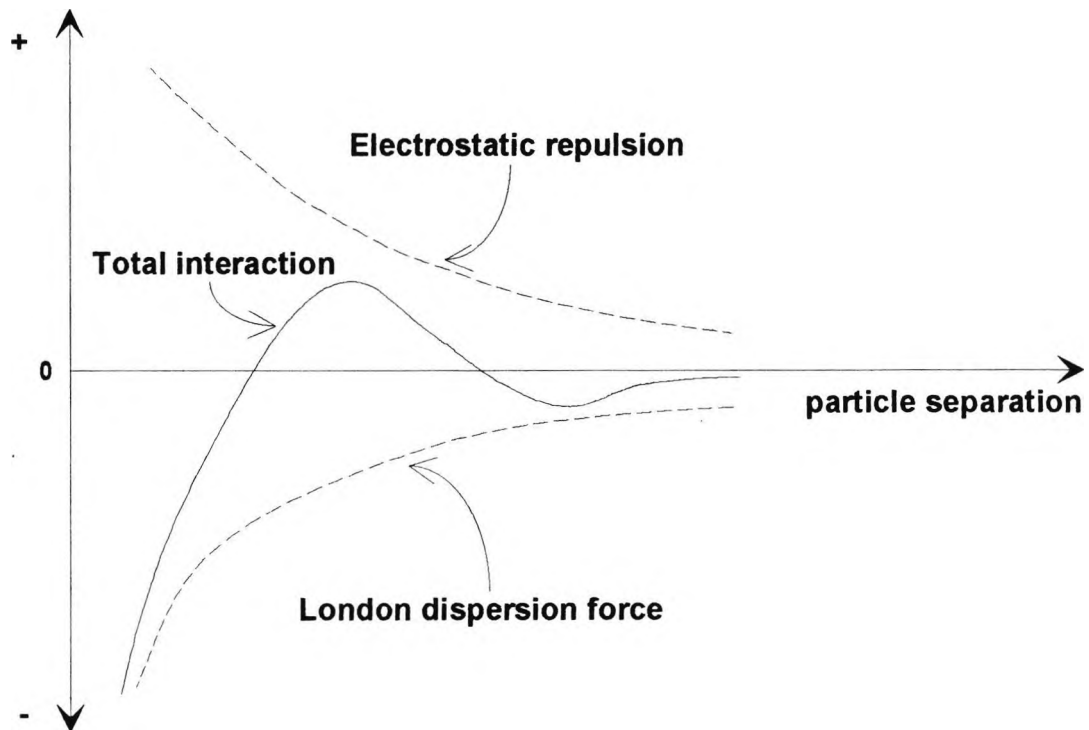 +
Electrostatic repulsion
Total interaction
0
particle separation
London dispersion force
-